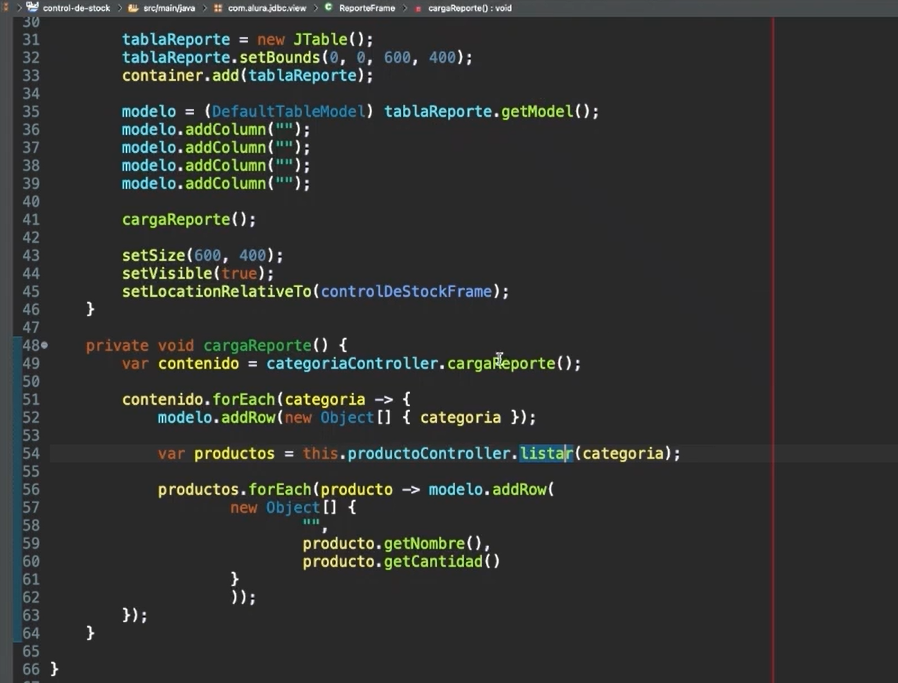 control-de-stock src/main/java com.alura.jdbc.view ReporteFrame cargaReporte() : void
30
31 tablaReporte = new JTable();
32 tablaReporte.setBounds(0, 0, 600, 400);
33 container.add(tablaReporte);
34
35 modelo = (DefaultTableModel) tablaReporte.getModel();
36 modelo.addColumn("");
37 modelo.addColumn("");
38 modelo.addColumn("");
39 modelo.addColumn("");
40
41 cargaReporte();
42
43 setSize(600, 400);
44 setVisible(true);
45 setLocationRelativeTo(controlDeStockFrame);
46 }
47
48 private void cargaReporte() {
49 var contenido = categoriaController.cargaReporte();
50
51 contenido.forEach(categoria -> {
52 modelo.addRow(new Object[] { categoria });
53
54 var productos = this.productoController.listar(categoria);
55
56 productos.forEach(producto -> modelo.addRow(
57 new Object[] {
58 "",
59 producto.getNombre(),
60 producto.getCantidad()
61 }
62 ));
63 });
64 }
65
66 }